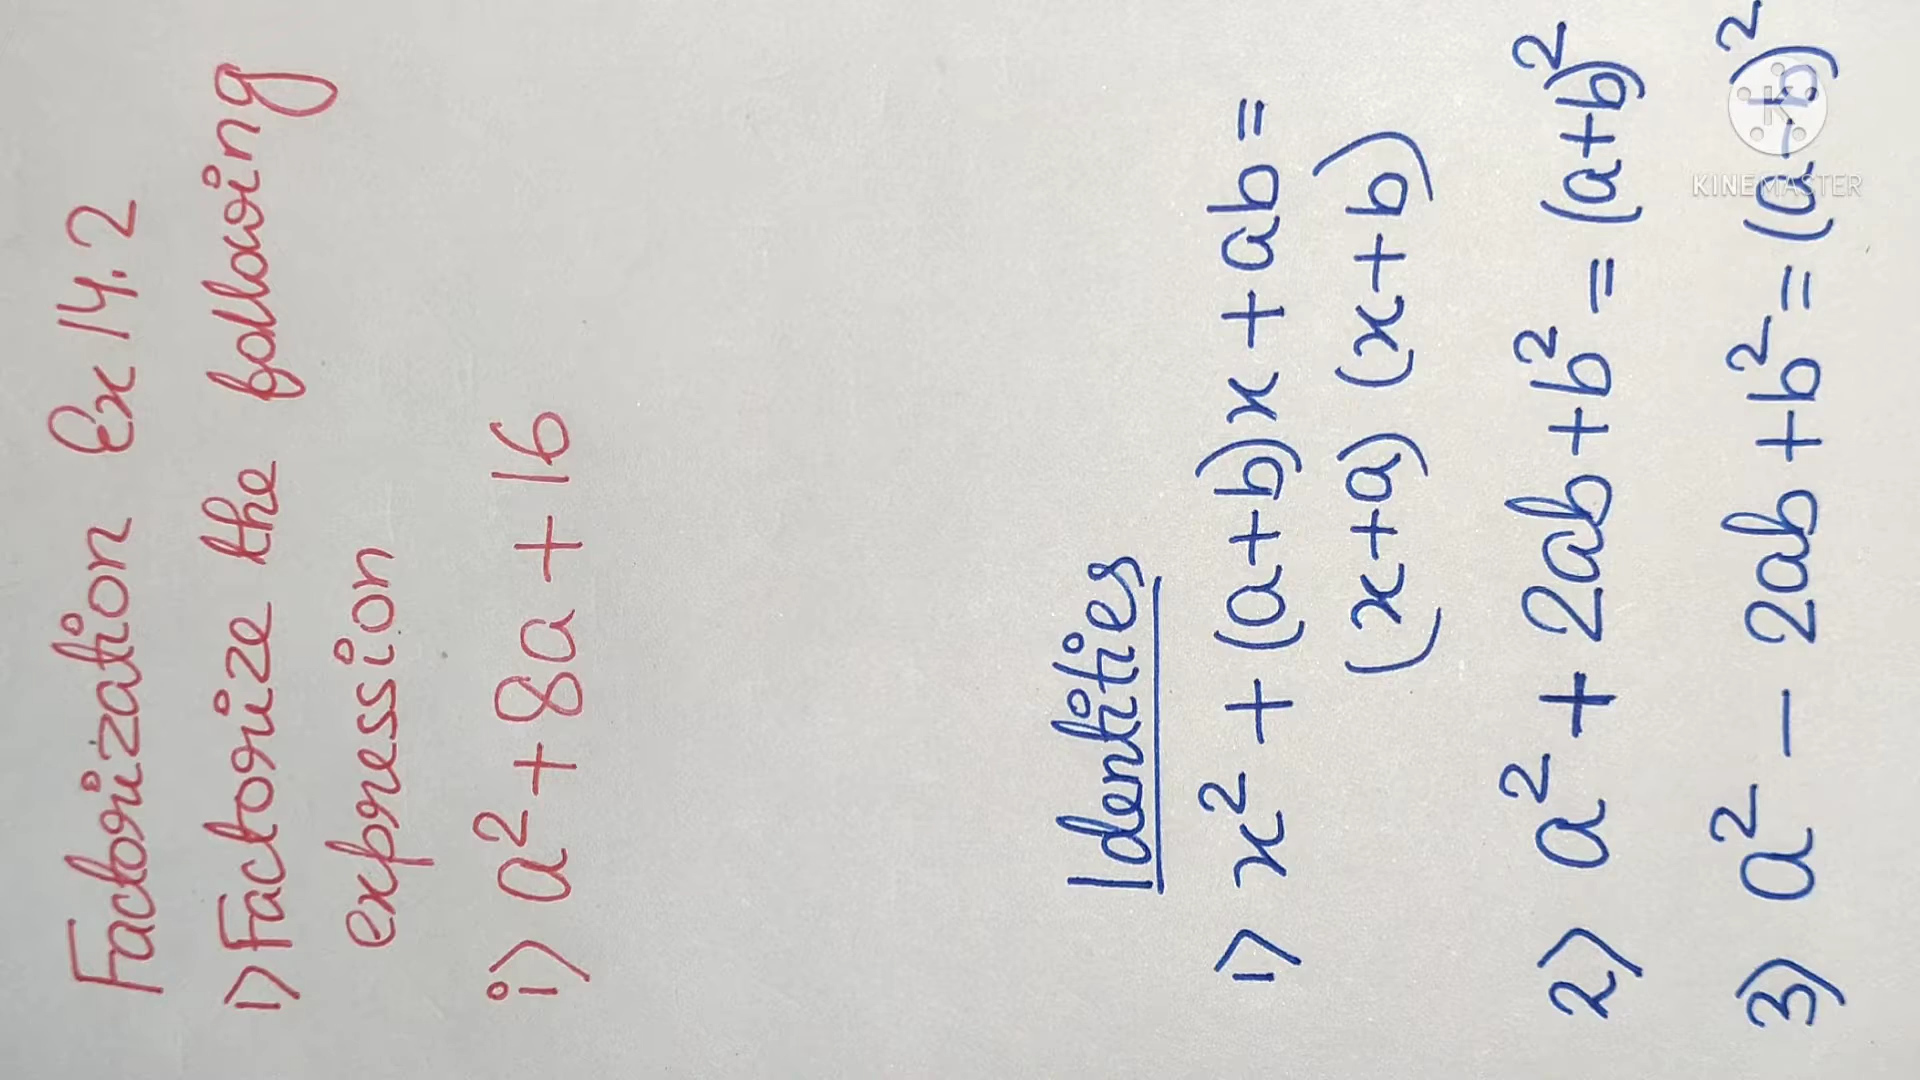 Factorization Ex 14.2
1) Factorize the following
expression
i) a² + 8a + 16
Identities
1) x² + (a+b)x + ab =
(x+a) (x+b)
2) a² + 2ab + b² = (a+b)²
3) a² - 2ab + b² = (a-b)²
KINEMASTER